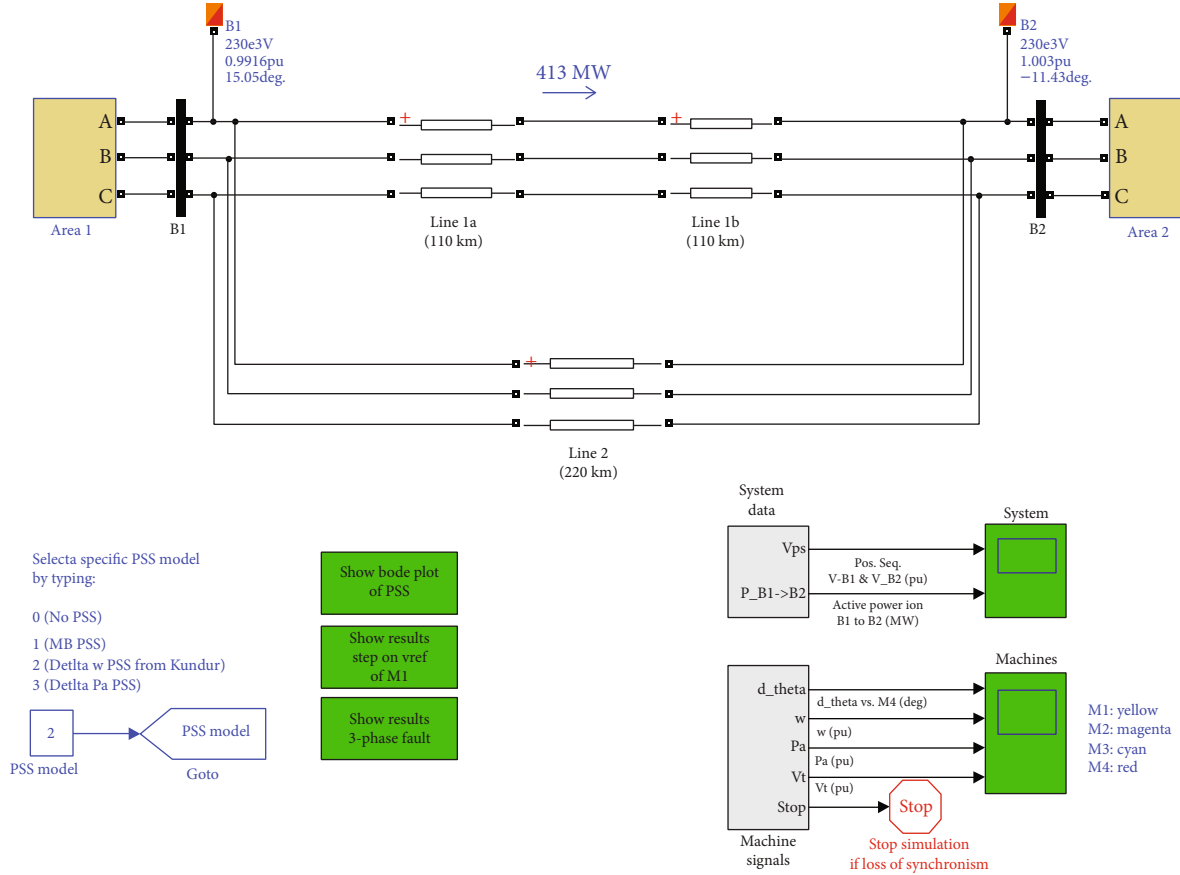 B1
230e3V
0.9916pu
15.05deg.
413 MW
B2
230e3V
1.003pu
−11.43deg.
A
B
C
Area 1
B1
+
+
Line 1a
(110 km)
Line 1b
(110 km)
A
B
C
B2
Area 2
+
Line 2
(220 km)
Selecta specific PSS model
by typing:
0 (No PSS)
1 (MB PSS)
2 (Detlta w PSS from Kundur)
3 (Detlta Pa PSS)
2
PSS model
PSS model
Goto
Show bode plot
of PSS
Show results
step on vref
of M1
Show results
3-phase fault
System
data
Vps
P_B1->B2
Pos. Seq.
V-B1 & V_B2 (pu)
Active power ion
B1 to B2 (MW)
System
d_theta
w
Pa
Vt
Stop
d_theta vs. M4 (deg)
w (pu)
Pa (pu)
Vt (pu)
Machine
signals
Machines
M1: yellow
M2: magenta
M3: cyan
M4: red
Stop
Stop simulation
if loss of synchronism